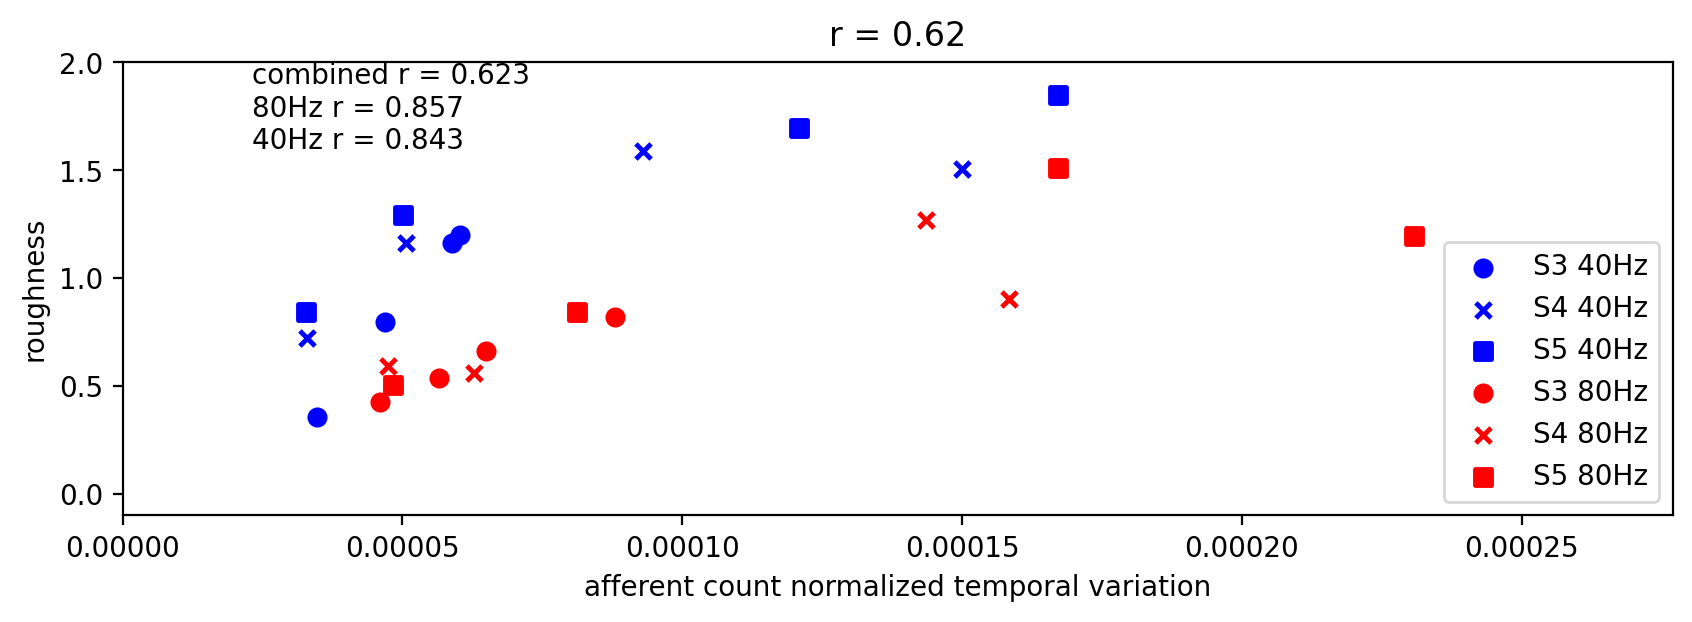 r = 0.62
combined r = 0.623
80Hz r = 0.857
40Hz r = 0.843
2.0
1.5
1.0
0.5
0.0
roughness
S3 40Hz
S4 40Hz
S5 40Hz
S3 80Hz
S4 80Hz
S5 80Hz
0.00000 0.00005 0.00010 0.00015 0.00020 0.00025
afferent count normalized temporal variation